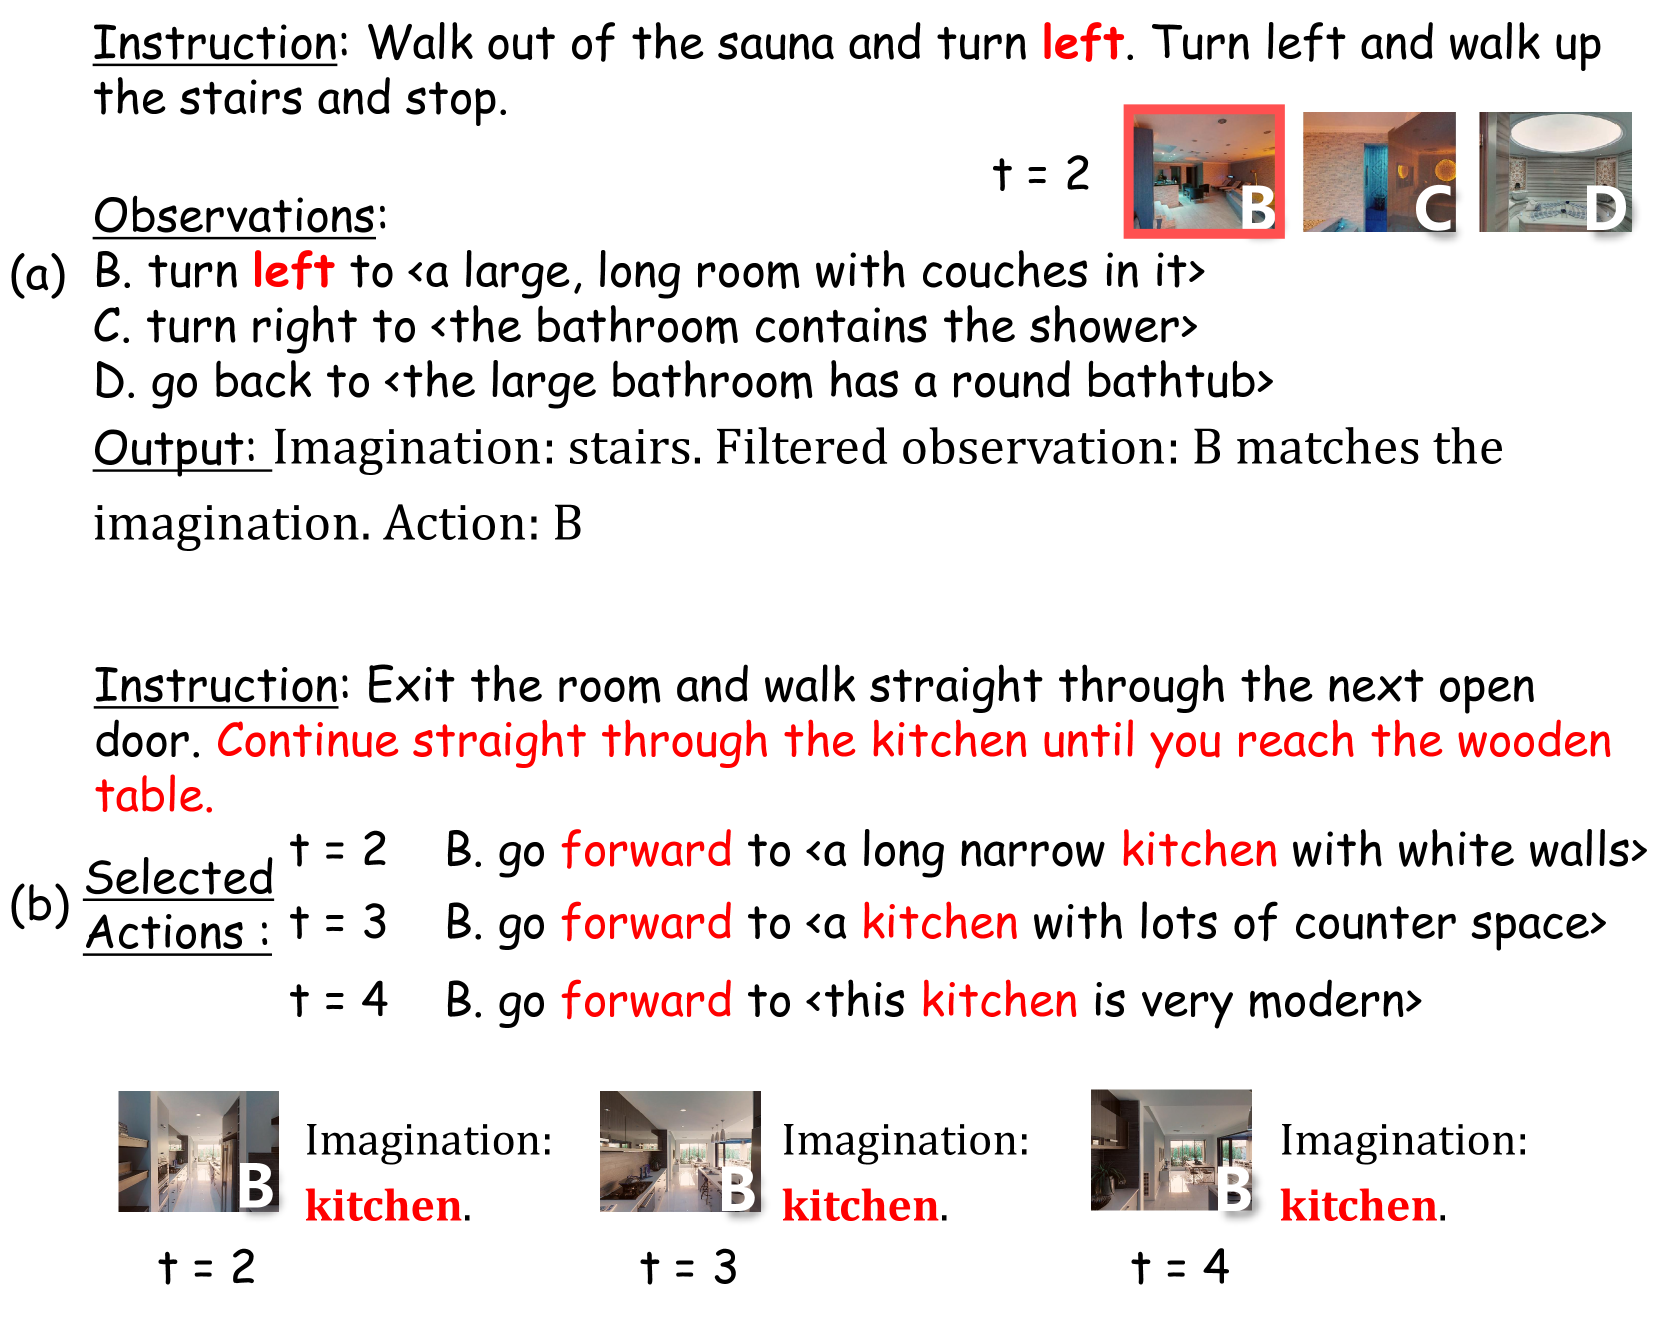 Instruction: Walk out of the sauna and turn left. Turn left and walk up
the stairs and stop.
t = 2
B
C
D
Observations:
(a)
B. turn left to <a large, long room with couches in it>
C. turn right to <the bathroom contains the shower>
D. go back to <the large bathroom has a round bathtub>
Output: Imagination: stairs. Filtered observation: B matches the
imagination. Action: B
Instruction: Exit the room and walk straight through the next open
door. Continue straight through the kitchen until you reach the wooden
table.
(b)
Selected
Actions :
t = 2 B. go forward to <a long narrow kitchen with white walls>
t = 3 B. go forward to <a kitchen with lots of counter space>
t = 4 B. go forward to <this kitchen is very modern>
B
Imagination:
kitchen.
t = 2
B
Imagination:
kitchen.
t = 3
B
Imagination:
kitchen.
t = 4